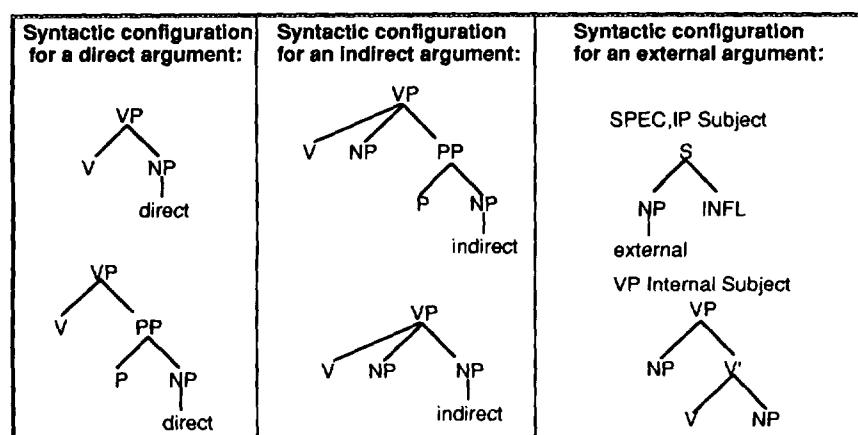 Syntactic configuration
for a direct argument:
VP
V NP
direct
VP
V PP
P NP
direct
Syntactic configuration
for an indirect argument:
VP
V NP PP
P NP
indirect
VP
V NP NP
indirect
Syntactic configuration
for an external argument:
SPEC,IP Subject
S
NP INFL
external
VP Internal Subject
VP
NP V'
V NP